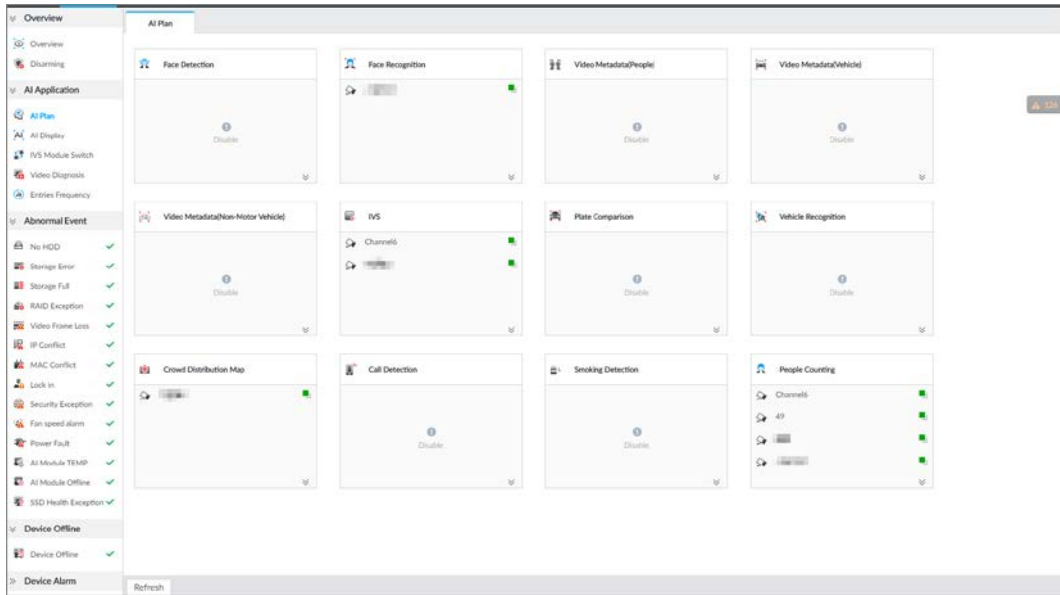 Overview
Overview
Disarming
AI Application
AI Plan
AI Display
IVS Module Switch
Video Diagnosis
Entries Frequency
Abnormal Event
No HDD
Storage Error
Storage Full
RAID Exception
Video Frame Loss
IP Conflict
MAC Conflict
Lock in
Security Exception
Fan speed alarm
Power Fault
AI Module TEMP
AI Module Offline
SSD Health Exception
Device Offline
Device Offline
Device Alarm
AI Plan
Face Detection
Disable
Face Recognition
Video Metadata(People)
Disable
Video Metadata(Vehicle)
Disable
126
Video Metadata(Non-Motor Vehicle)
Disable
IVS
Channel6
Plate Comparison
Disable
Vehicle Recognition
Disable
Crowd Distribution Map
Call Detection
Disable
Smoking Detection
Disable
People Counting
Channel6
49
Refresh